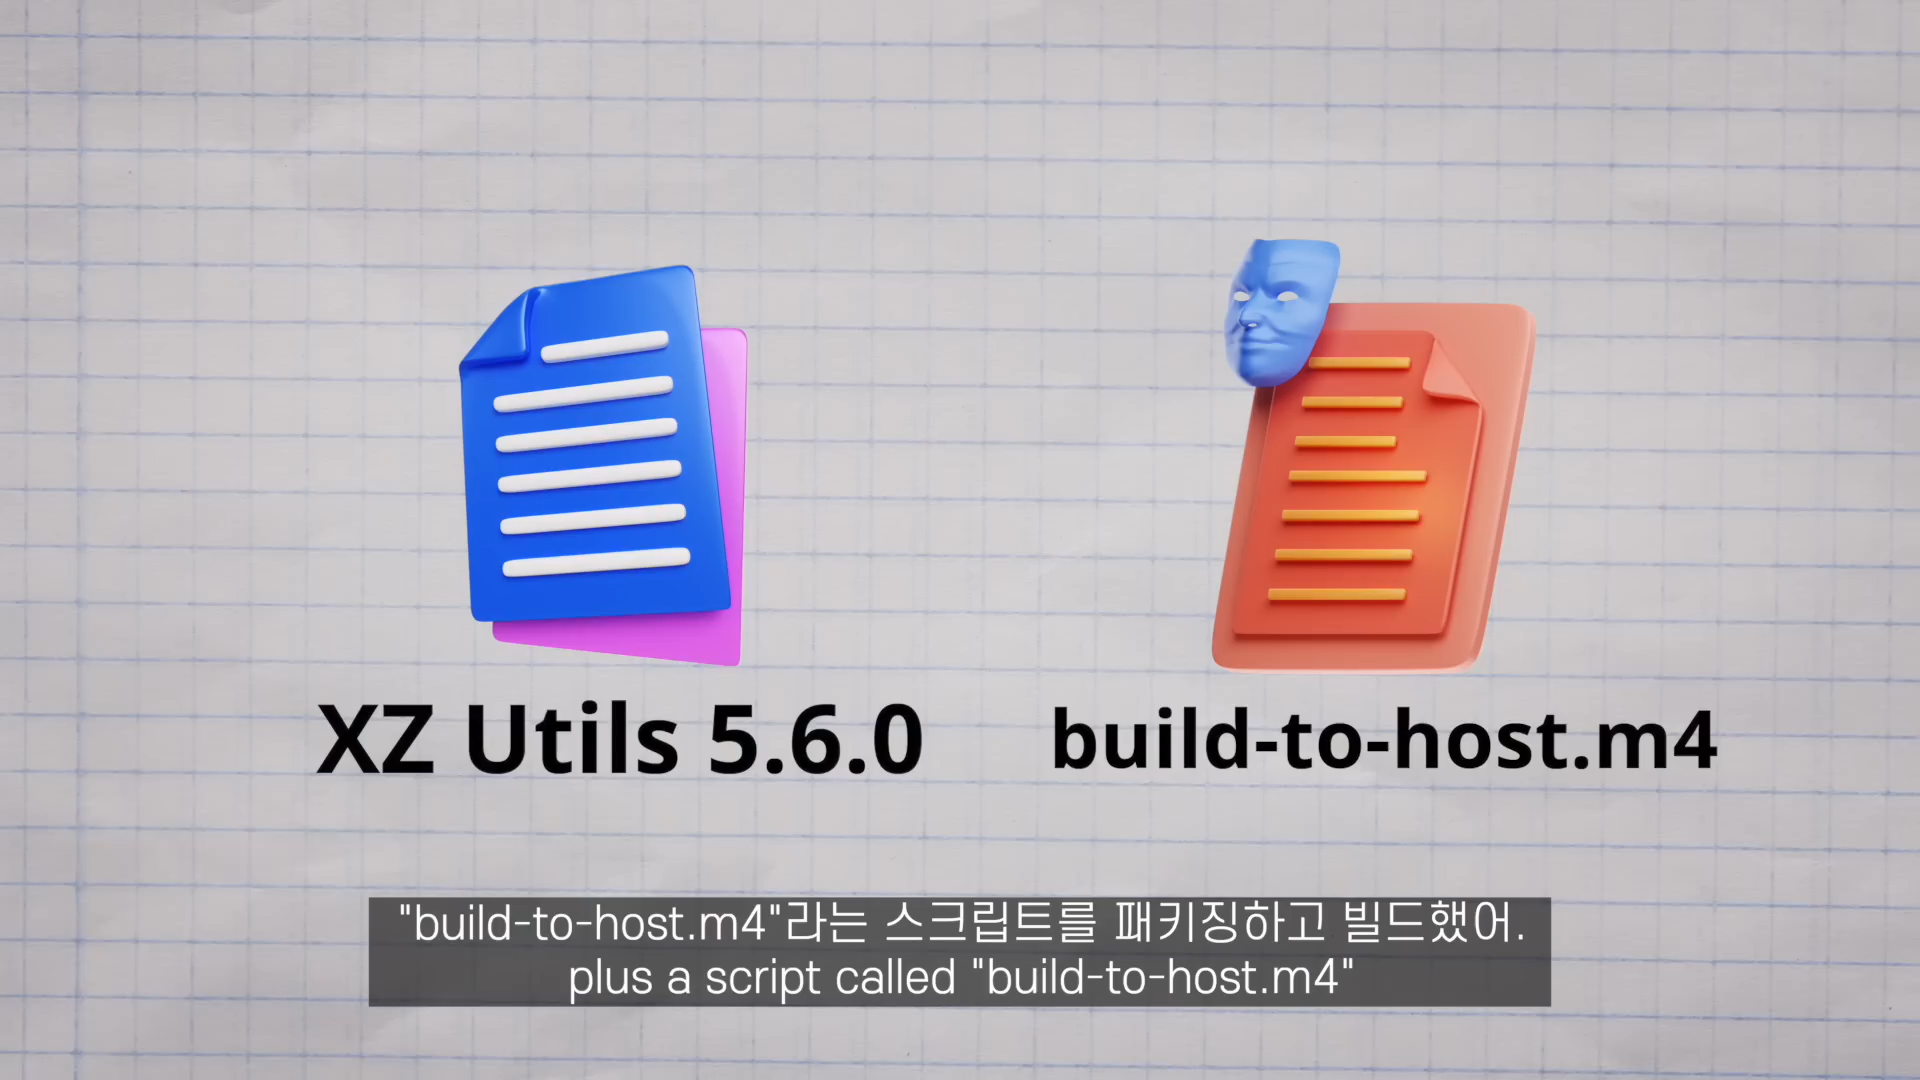 XZ Utils 5.6.0
build-to-host.m4
"build-to-host.m4"라는 스크립트를 패키징하고 빌드했어.
plus a script called "build-to-host.m4"